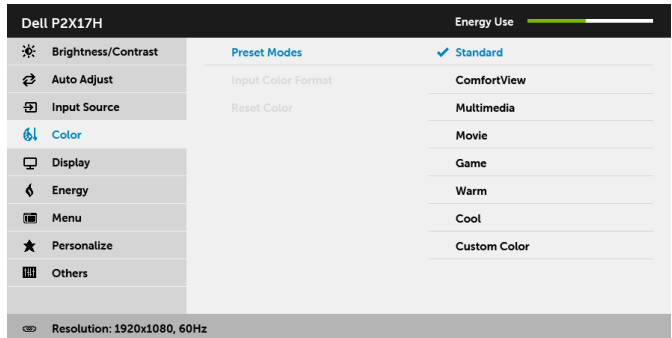 Dell P2X17H
Energy Use
Brightness/Contrast
Auto Adjust
Input Source
Color
Display
Energy
Menu
Personalize
Others
Preset Modes
Input Color Format
Reset Color
Standard
ComfortView
Multimedia
Movie
Game
Warm
Cool
Custom Color
Resolution: 1920x1080, 60Hz